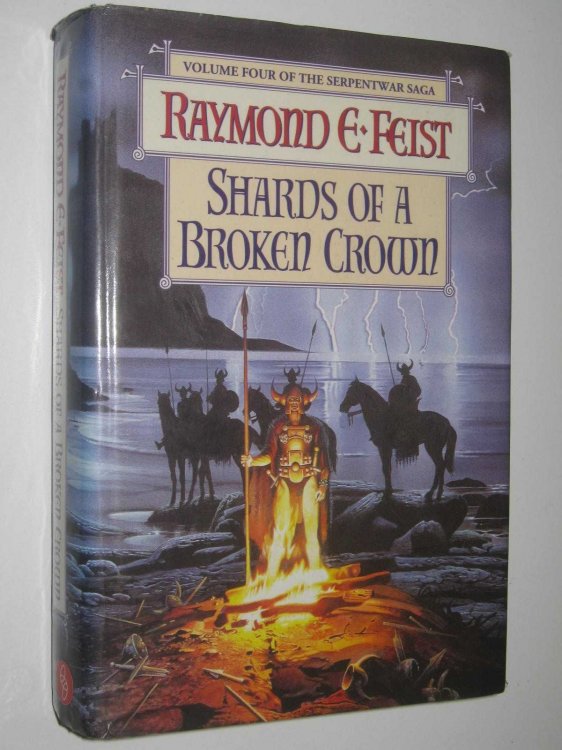 VOLUME FOUR OF THE SERPENTWAR SAGA
RAYMOND E·FEIST
SHARDS OF A
BROKEN CROWN
RAYMOND E·FEIST SHARDS OF A BROKEN CROWN